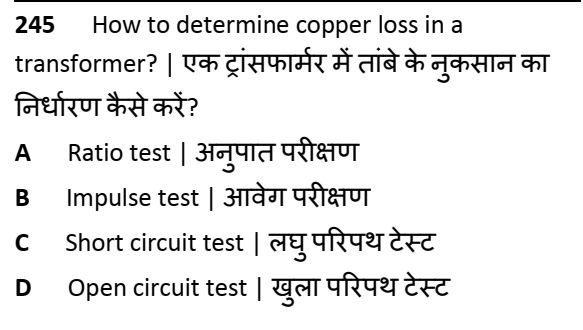 245 How to determine copper loss in a
transformer? | एक ट्रांसफार्मर में तांबे के नुकसान का
निर्धारण कैसे करें?
A Ratio test | अनुपात परीक्षण
B Impulse test | आवेग परीक्षण
C Short circuit test | लघु परिपथ टेस्ट
D Open circuit test | खुला परिपथ टेस्ट